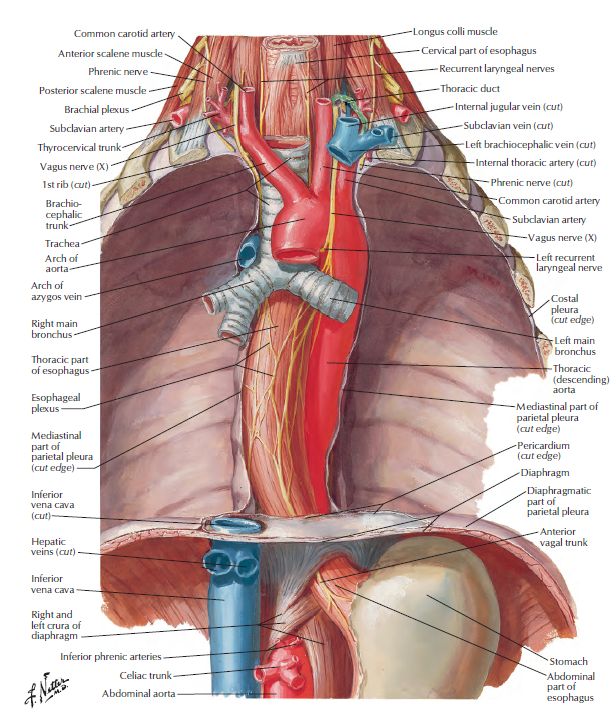 Common carotid artery
Anterior scalene muscle
Phrenic nerve
Posterior scalene muscle
Brachial plexus
Subclavian artery
Thyrocervical trunk
Vagus nerve (X)
1st rib (cut)
Brachio-
cephalic
trunk
Trachea
Arch of
aorta
Arch of
azygos vein
Right main
bronchus
Thoracic part
of esophagus
Esophageal
plexus
Mediastinal
part of
parietal pleura
(cut edge)
Inferior
vena cava
(cut)
Hepatic
veins (cut)
Inferior
vena cava
Right and
left crura of
diaphragm
Inferior phrenic arteries
Celiac trunk
Abdominal aorta
Longus colli muscle
Cervical part of esophagus
Recurrent laryngeal nerves
Thoracic duct
Internal jugular vein (cut)
Subclavian vein (cut)
Left brachiocephalic vein (cut)
Internal thoracic artery (cut)
Phrenic nerve (cut)
Common carotid artery
Subclavian artery
Vagus nerve (X)
Left recurrent
laryngeal nerve
Costal
pleura
(cut edge)
Left main
bronchus
Thoracic
(descending)
aorta
Mediastinal part of
parietal pleura
(cut edge)
Pericardium
(cut edge)
Diaphragm
Diaphragmatic
part of
parietal pleura
Anterior
vagal trunk
Stomach
Abdominal
part of
esophagus
F. Netter
M.D.